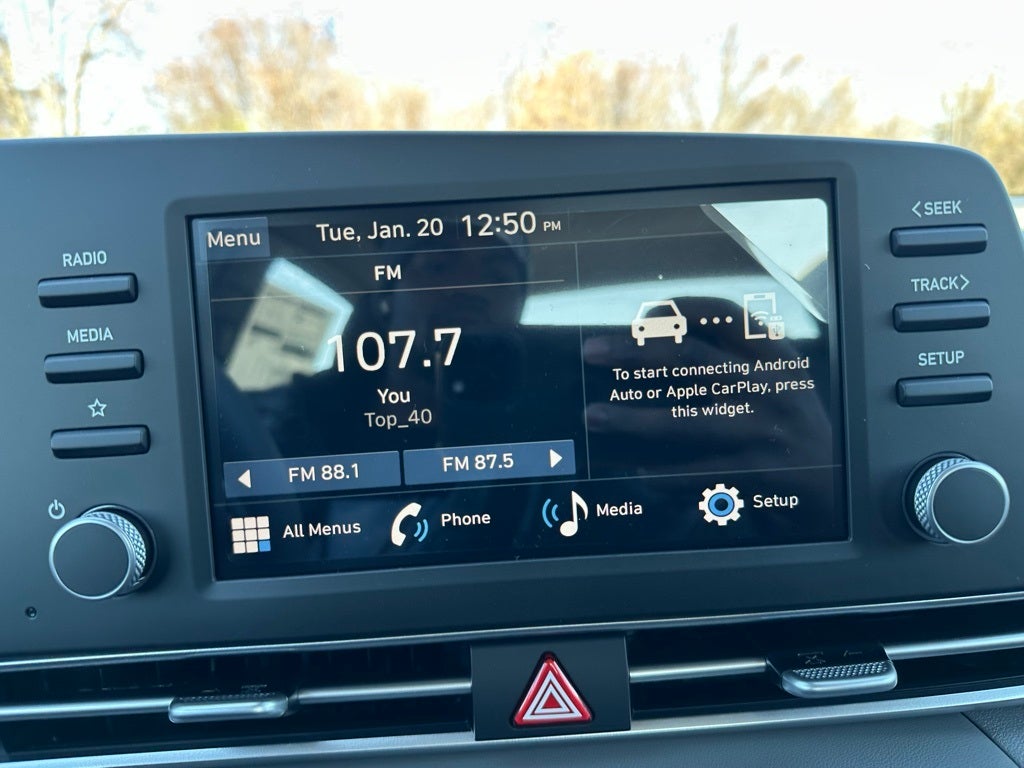 RADIO
MEDIA
Menu
Tue, Jan. 20 12:50 PM
FM
107.7
You
Top_40
FM 88.1
FM 87.5
To start connecting Android
Auto or Apple CarPlay, press
this widget.
All Menus
Phone
Media
Setup
<SEEK
TRACK>
SETUP